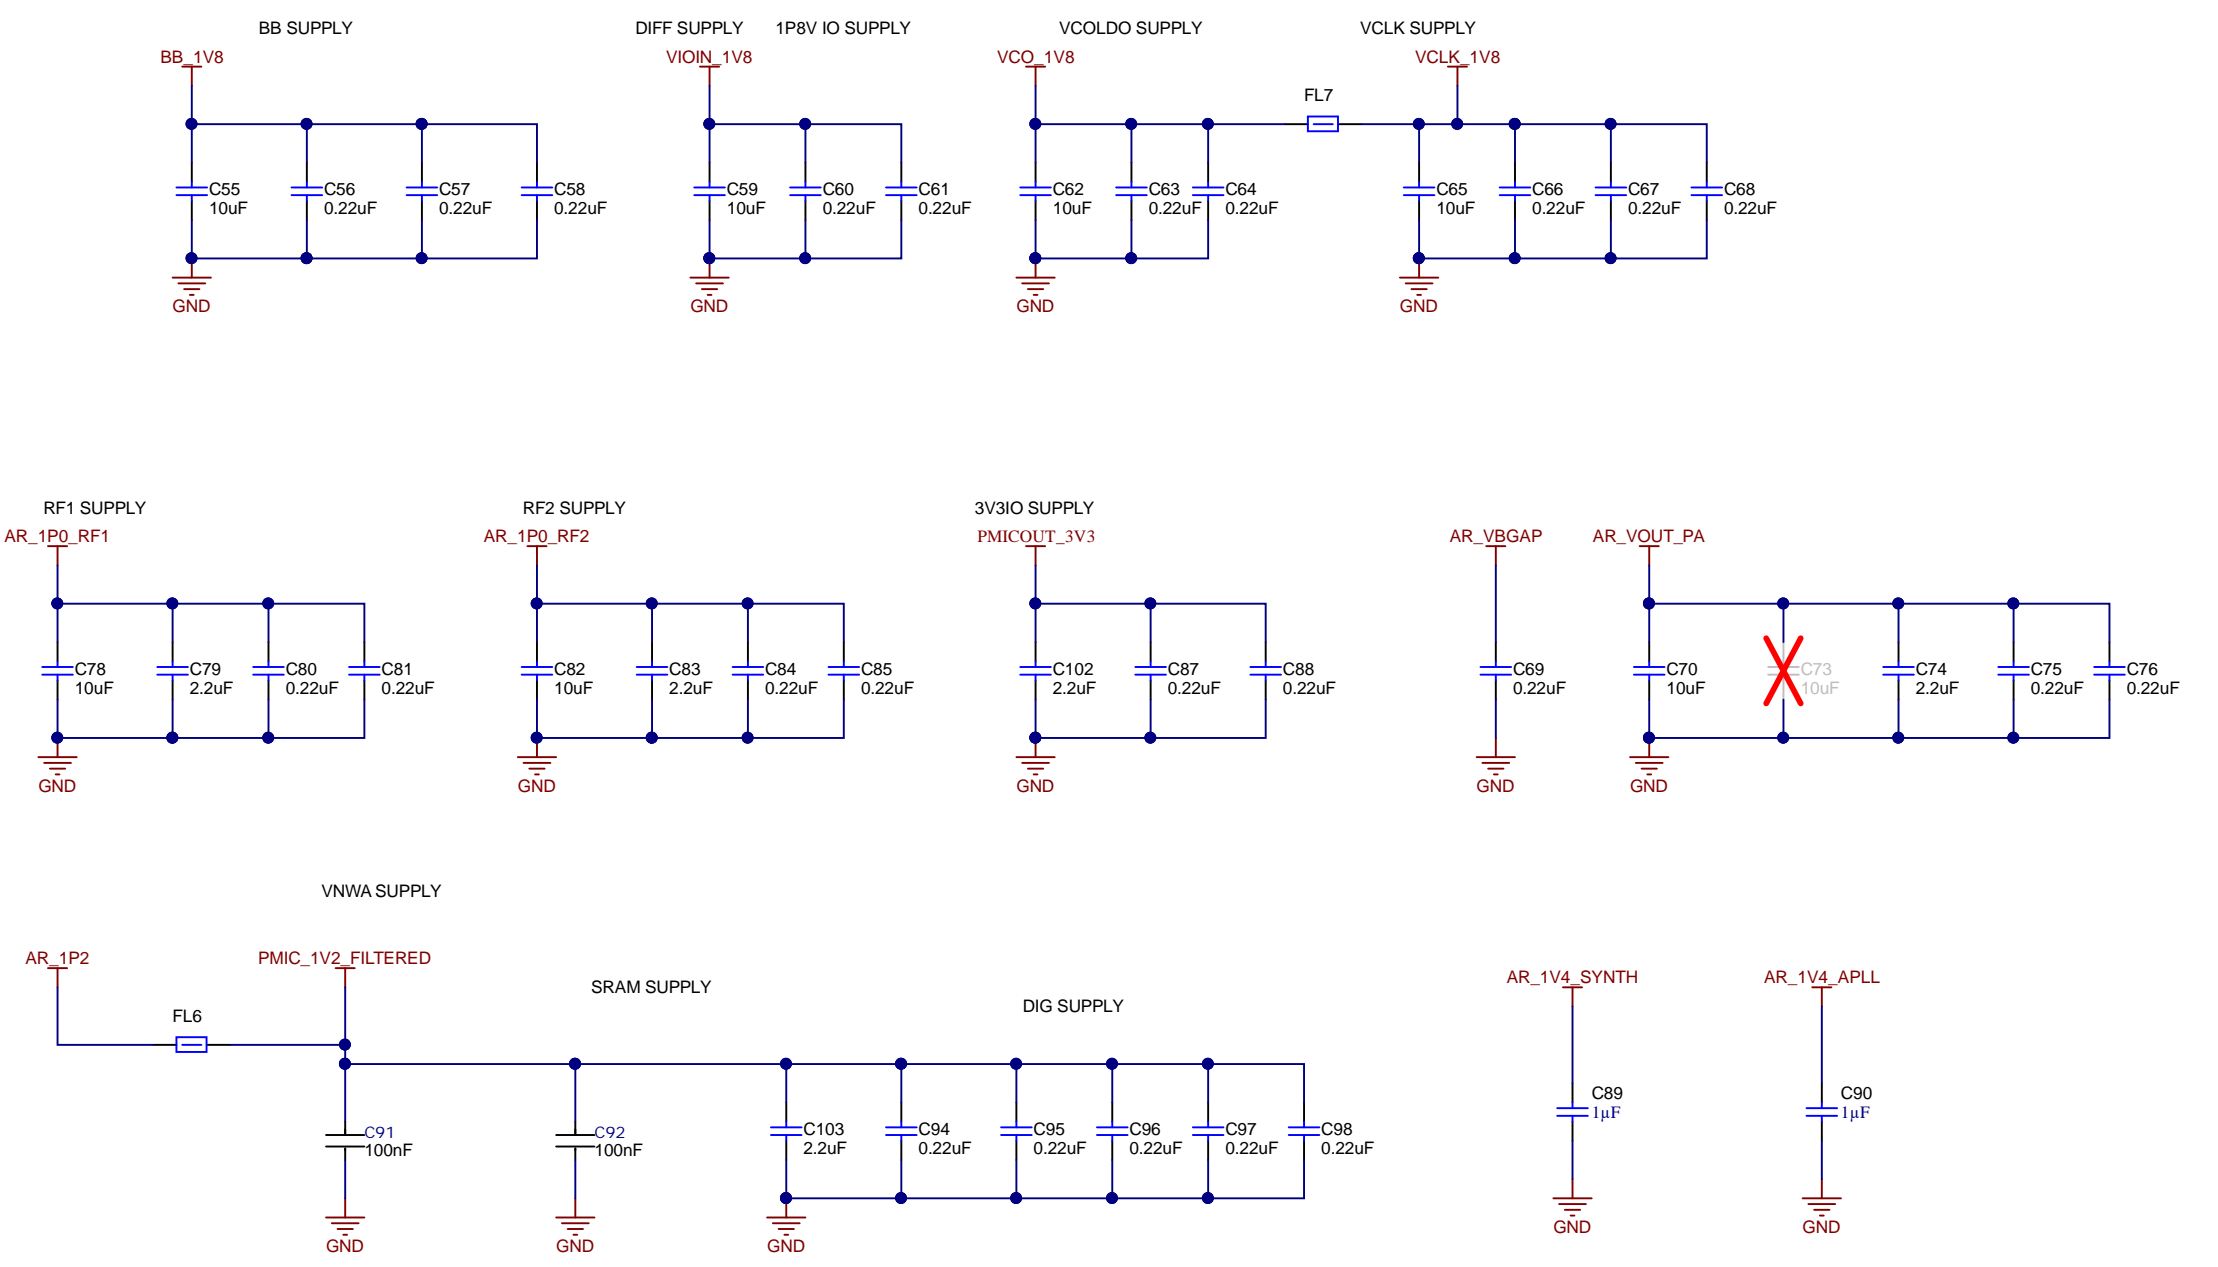 BB SUPPLY
DIFF SUPPLY
1P8V IO SUPPLY
VCOLDO SUPPLY
VCLK SUPPLY
BB_1V8
VIOIN_1V8
VCO_1V8
VCLK_1V8
FL7
C55
10uF
C56
0.22uF
C57
0.22uF
C58
0.22uF
C59
10uF
C60
0.22uF
C61
0.22uF
C62
10uF
C63
0.22uF
C64
0.22uF
C65
10uF
C66
0.22uF
C67
0.22uF
C68
0.22uF
GND
GND
GND
GND
RF1 SUPPLY
RF2 SUPPLY
3V3IO SUPPLY
AR_1P0_RF1
AR_1P0_RF2
PMICOUT_3V3
AR_VBGAP
AR_VOUT_PA
C78
10uF
C79
2.2uF
C80
0.22uF
C81
0.22uF
C82
10uF
C83
2.2uF
C84
0.22uF
C85
0.22uF
C102
2.2uF
C87
0.22uF
C88
0.22uF
C69
0.22uF
C70
10uF
C73
10uF
C74
2.2uF
C75
0.22uF
C76
0.22uF
GND
GND
GND
GND
GND
VNWA SUPPLY
AR_1P2
PMIC_1V2_FILTERED
SRAM SUPPLY
DIG SUPPLY
AR_1V4_SYNTH
AR_1V4_APLL
FL6
C91
100nF
C92
100nF
C103
2.2uF
C94
0.22uF
C95
0.22uF
C96
0.22uF
C97
0.22uF
C98
0.22uF
C89
1µF
C90
1µF
GND
GND
GND
GND
GND